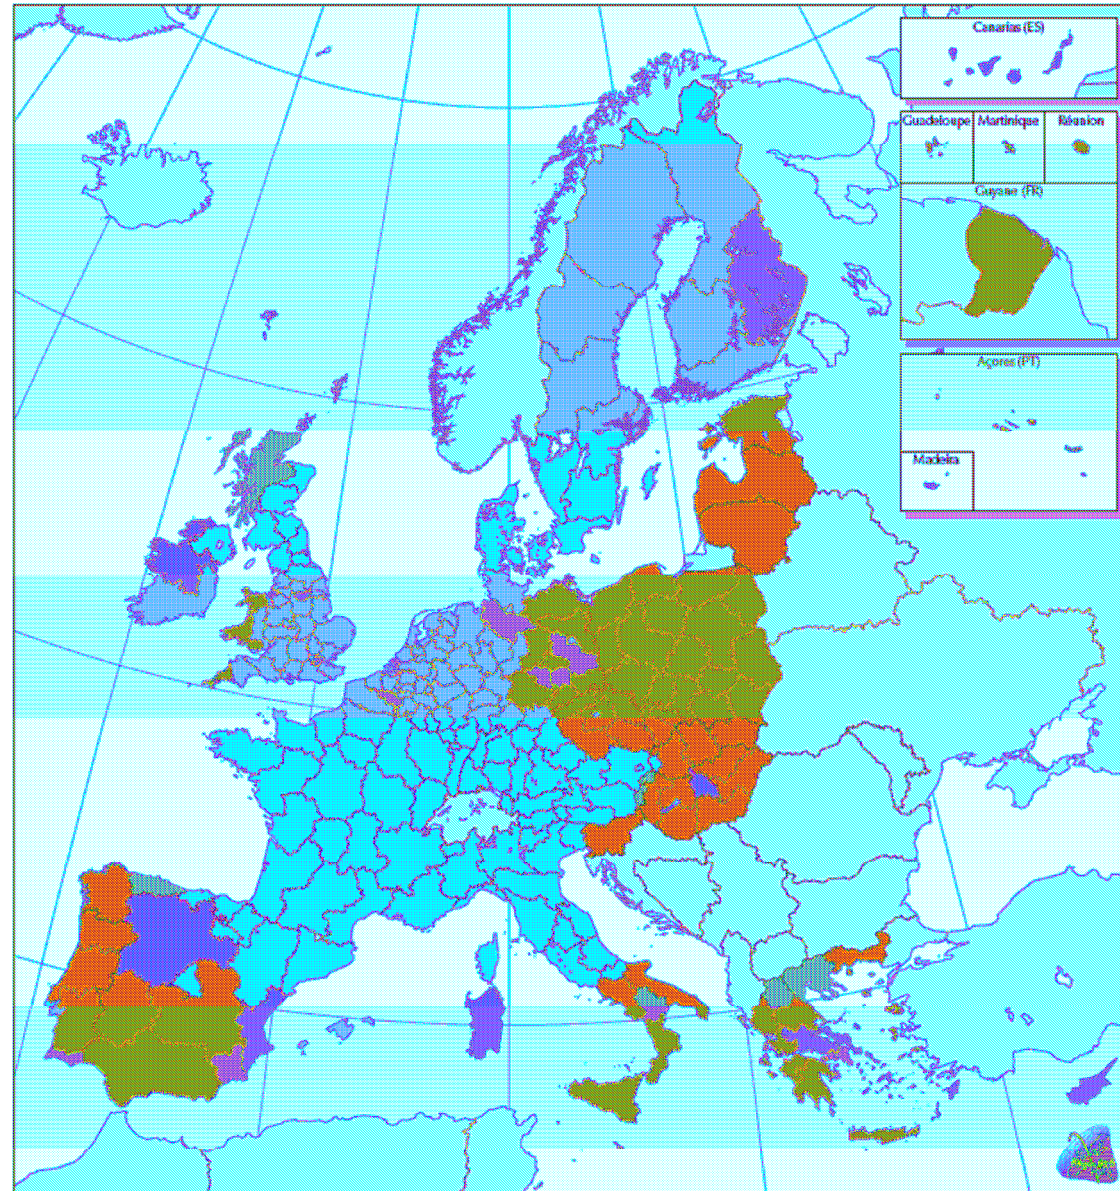 Canarias (ES)
Guadeloupe
Martinique
Réunion
Guyane (FR)
Açores (PT)
Madeira